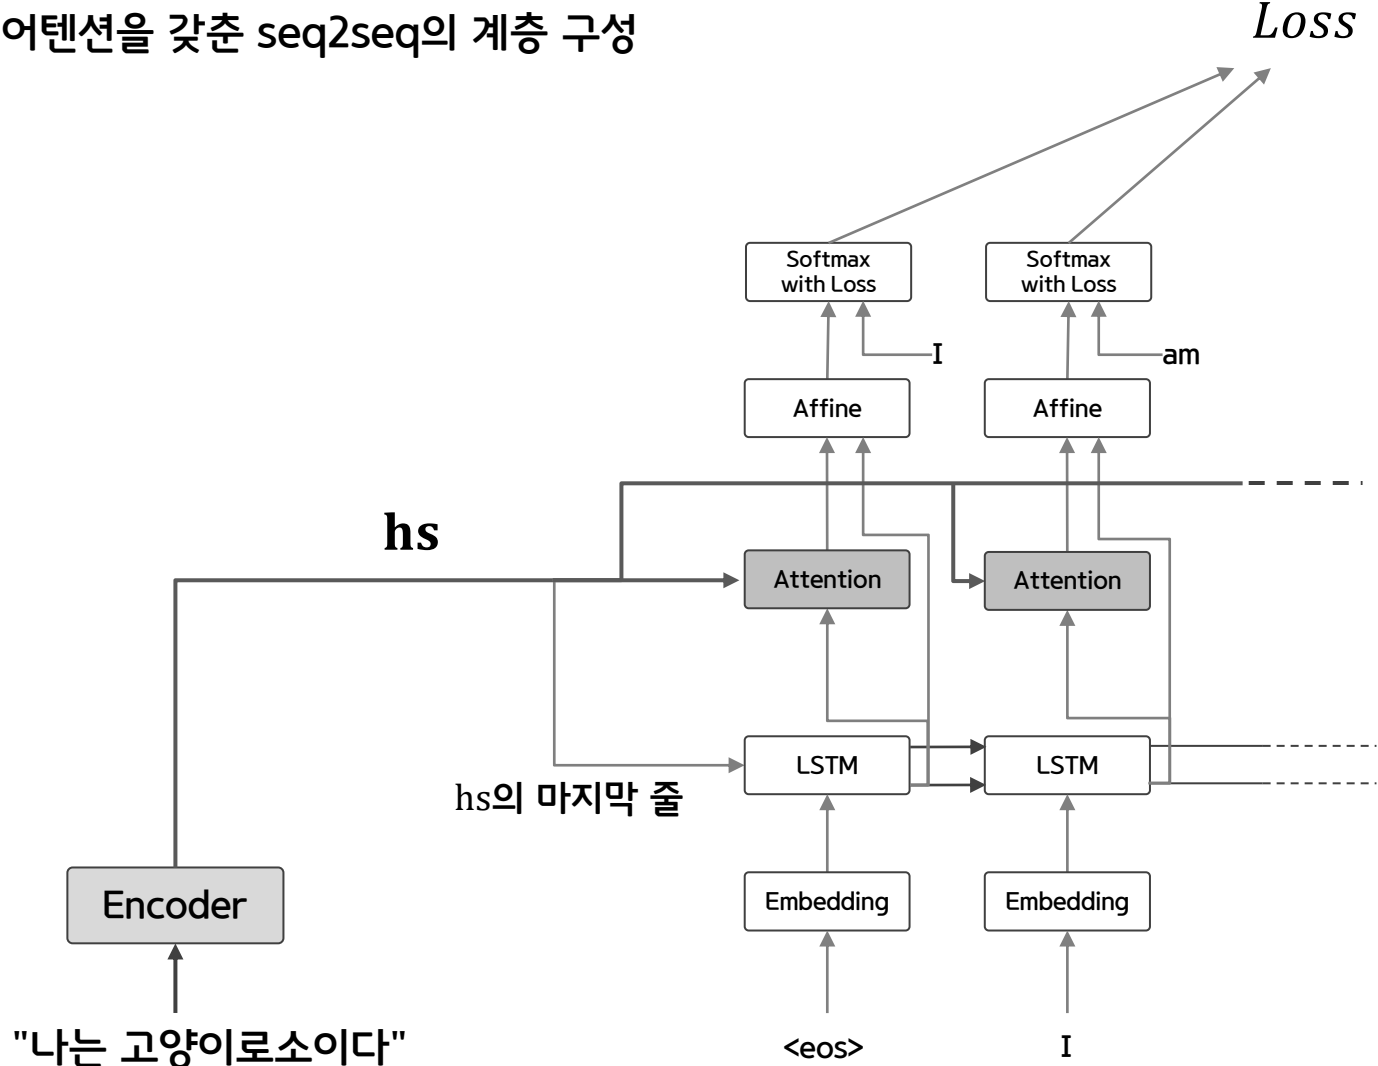 어텐션을 갖춘 seq2seq의 계층 구성
Loss
Softmax
with Loss
Softmax
with Loss
I
am
Affine
Affine
hs
Attention
Attention
LSTM
LSTM
hs의 마지막 줄
Encoder
Embedding
Embedding
"나는 고양이로소이다"
<eos>
I